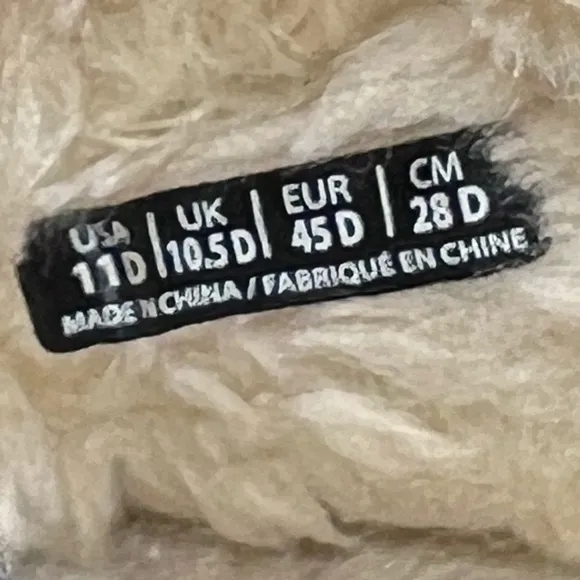 USA | UK | EUR | CM
11D | 10.5D | 45D | 28D
MADE IN CHINA / FABRIQUÉ EN CHINE